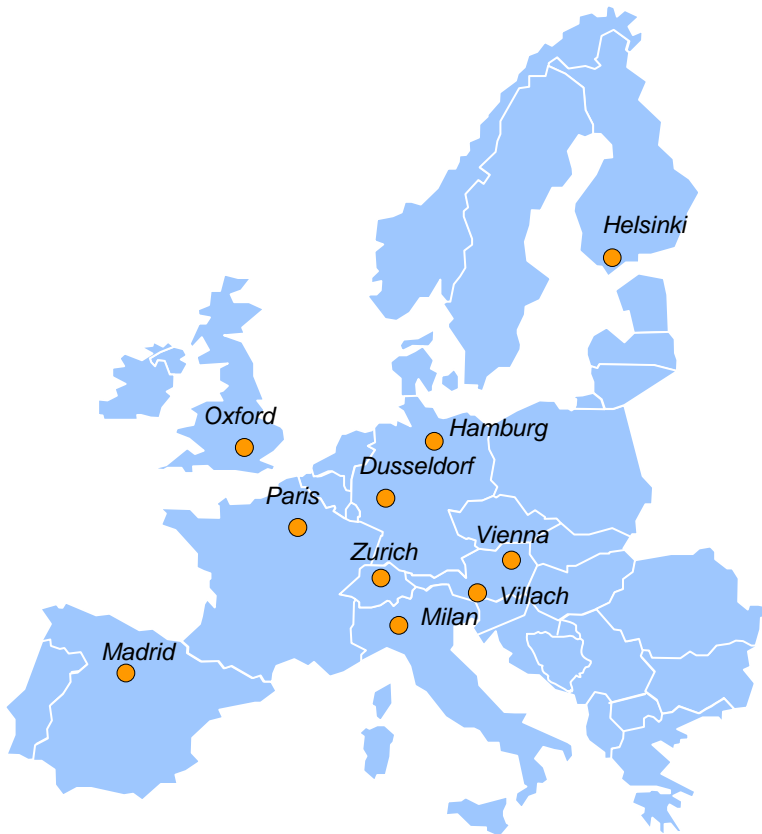 Helsinki
Oxford
Hamburg
Dusseldorf
Paris
Vienna
Zurich
Villach
Milan
Madrid